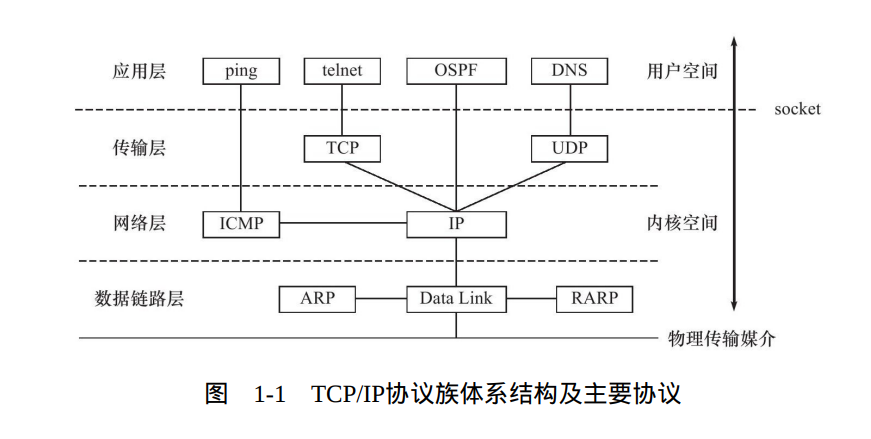 应用层 ping telnet OSPF DNS 用户空间
socket
传输层 TCP UDP
网络层 ICMP IP 内核空间
数据链路层 ARP Data Link RARP
物理传输媒介
图 1-1 TCP/IP协议族体系结构及主要协议